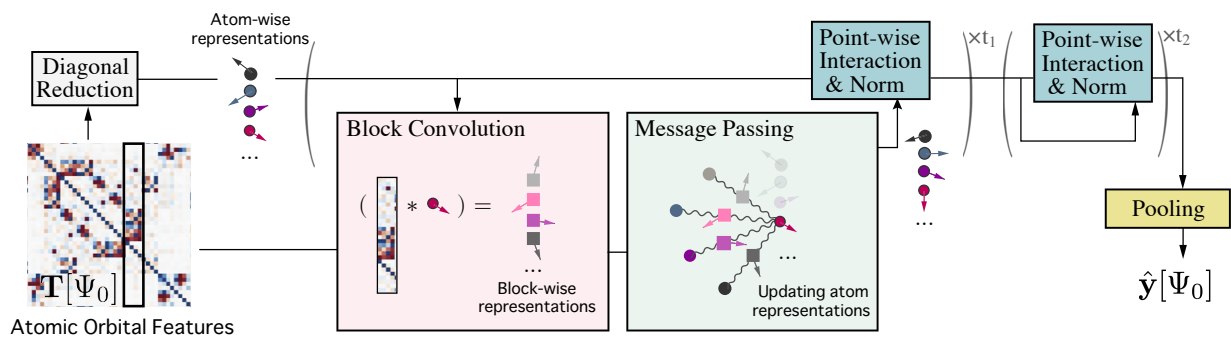 Atom-wise
representations
Diagonal
Reduction
...
T[Ψ₀]
Atomic Orbital Features
Block Convolution
( * ) =
...
Block-wise
representations
Message Passing
...
Updating atom
representations
Point-wise
Interaction
& Norm
×t₁
...
Point-wise
Interaction
& Norm
×t₂
Pooling
ŷ[Ψ₀]